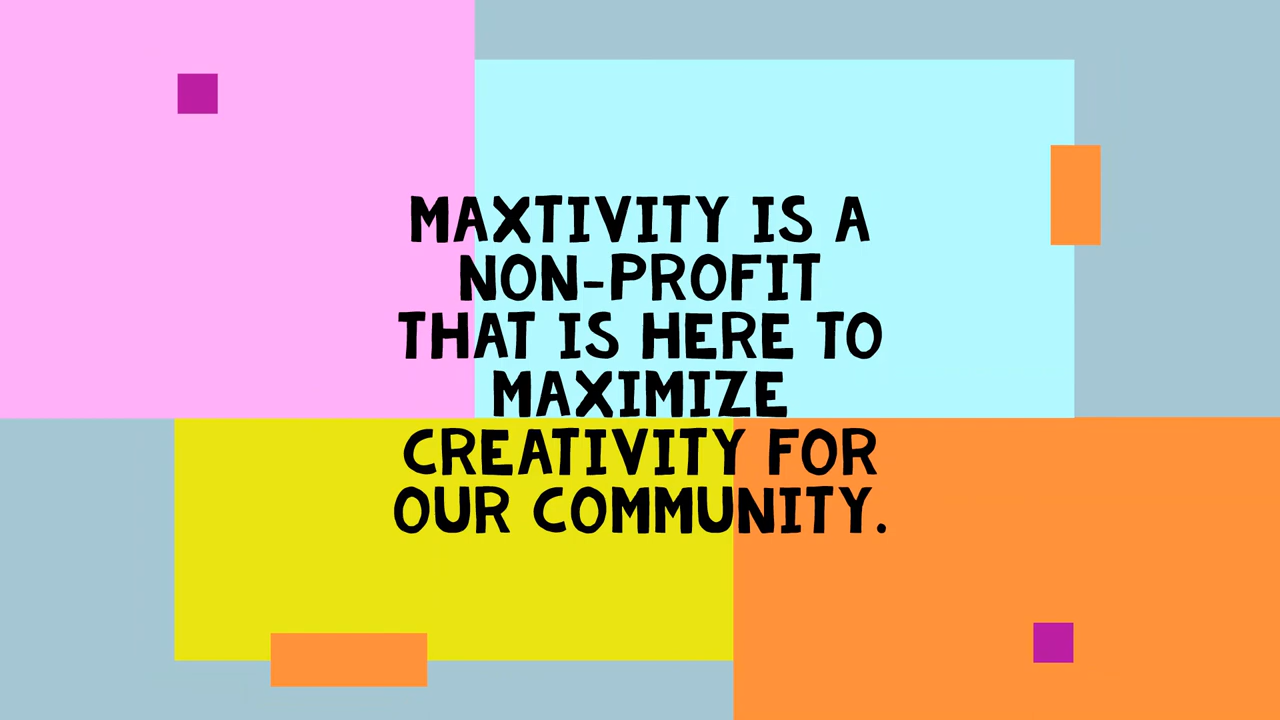 MAXTIVITY IS A
NON-PROFIT
THAT IS HERE TO
MAXIMIZE
CREATIVITY FOR
OUR COMMUNITY.